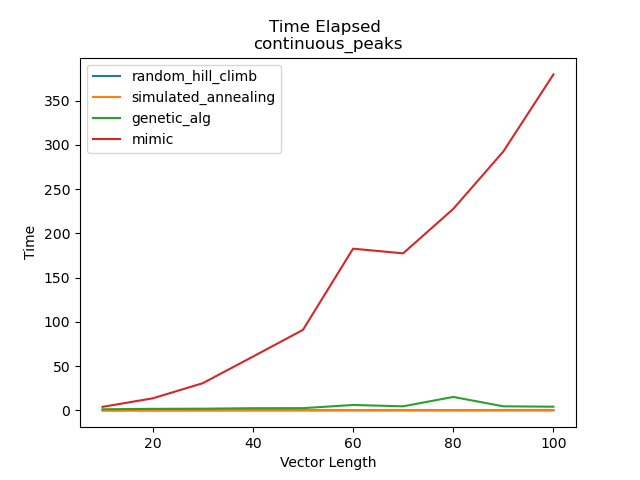 Time Elapsed
continuous_peaks
random_hill_climb
simulated_annealing
genetic_alg
mimic
350
300
250
200
150
100
50
0
Time
20 40 60 80 100
Vector Length